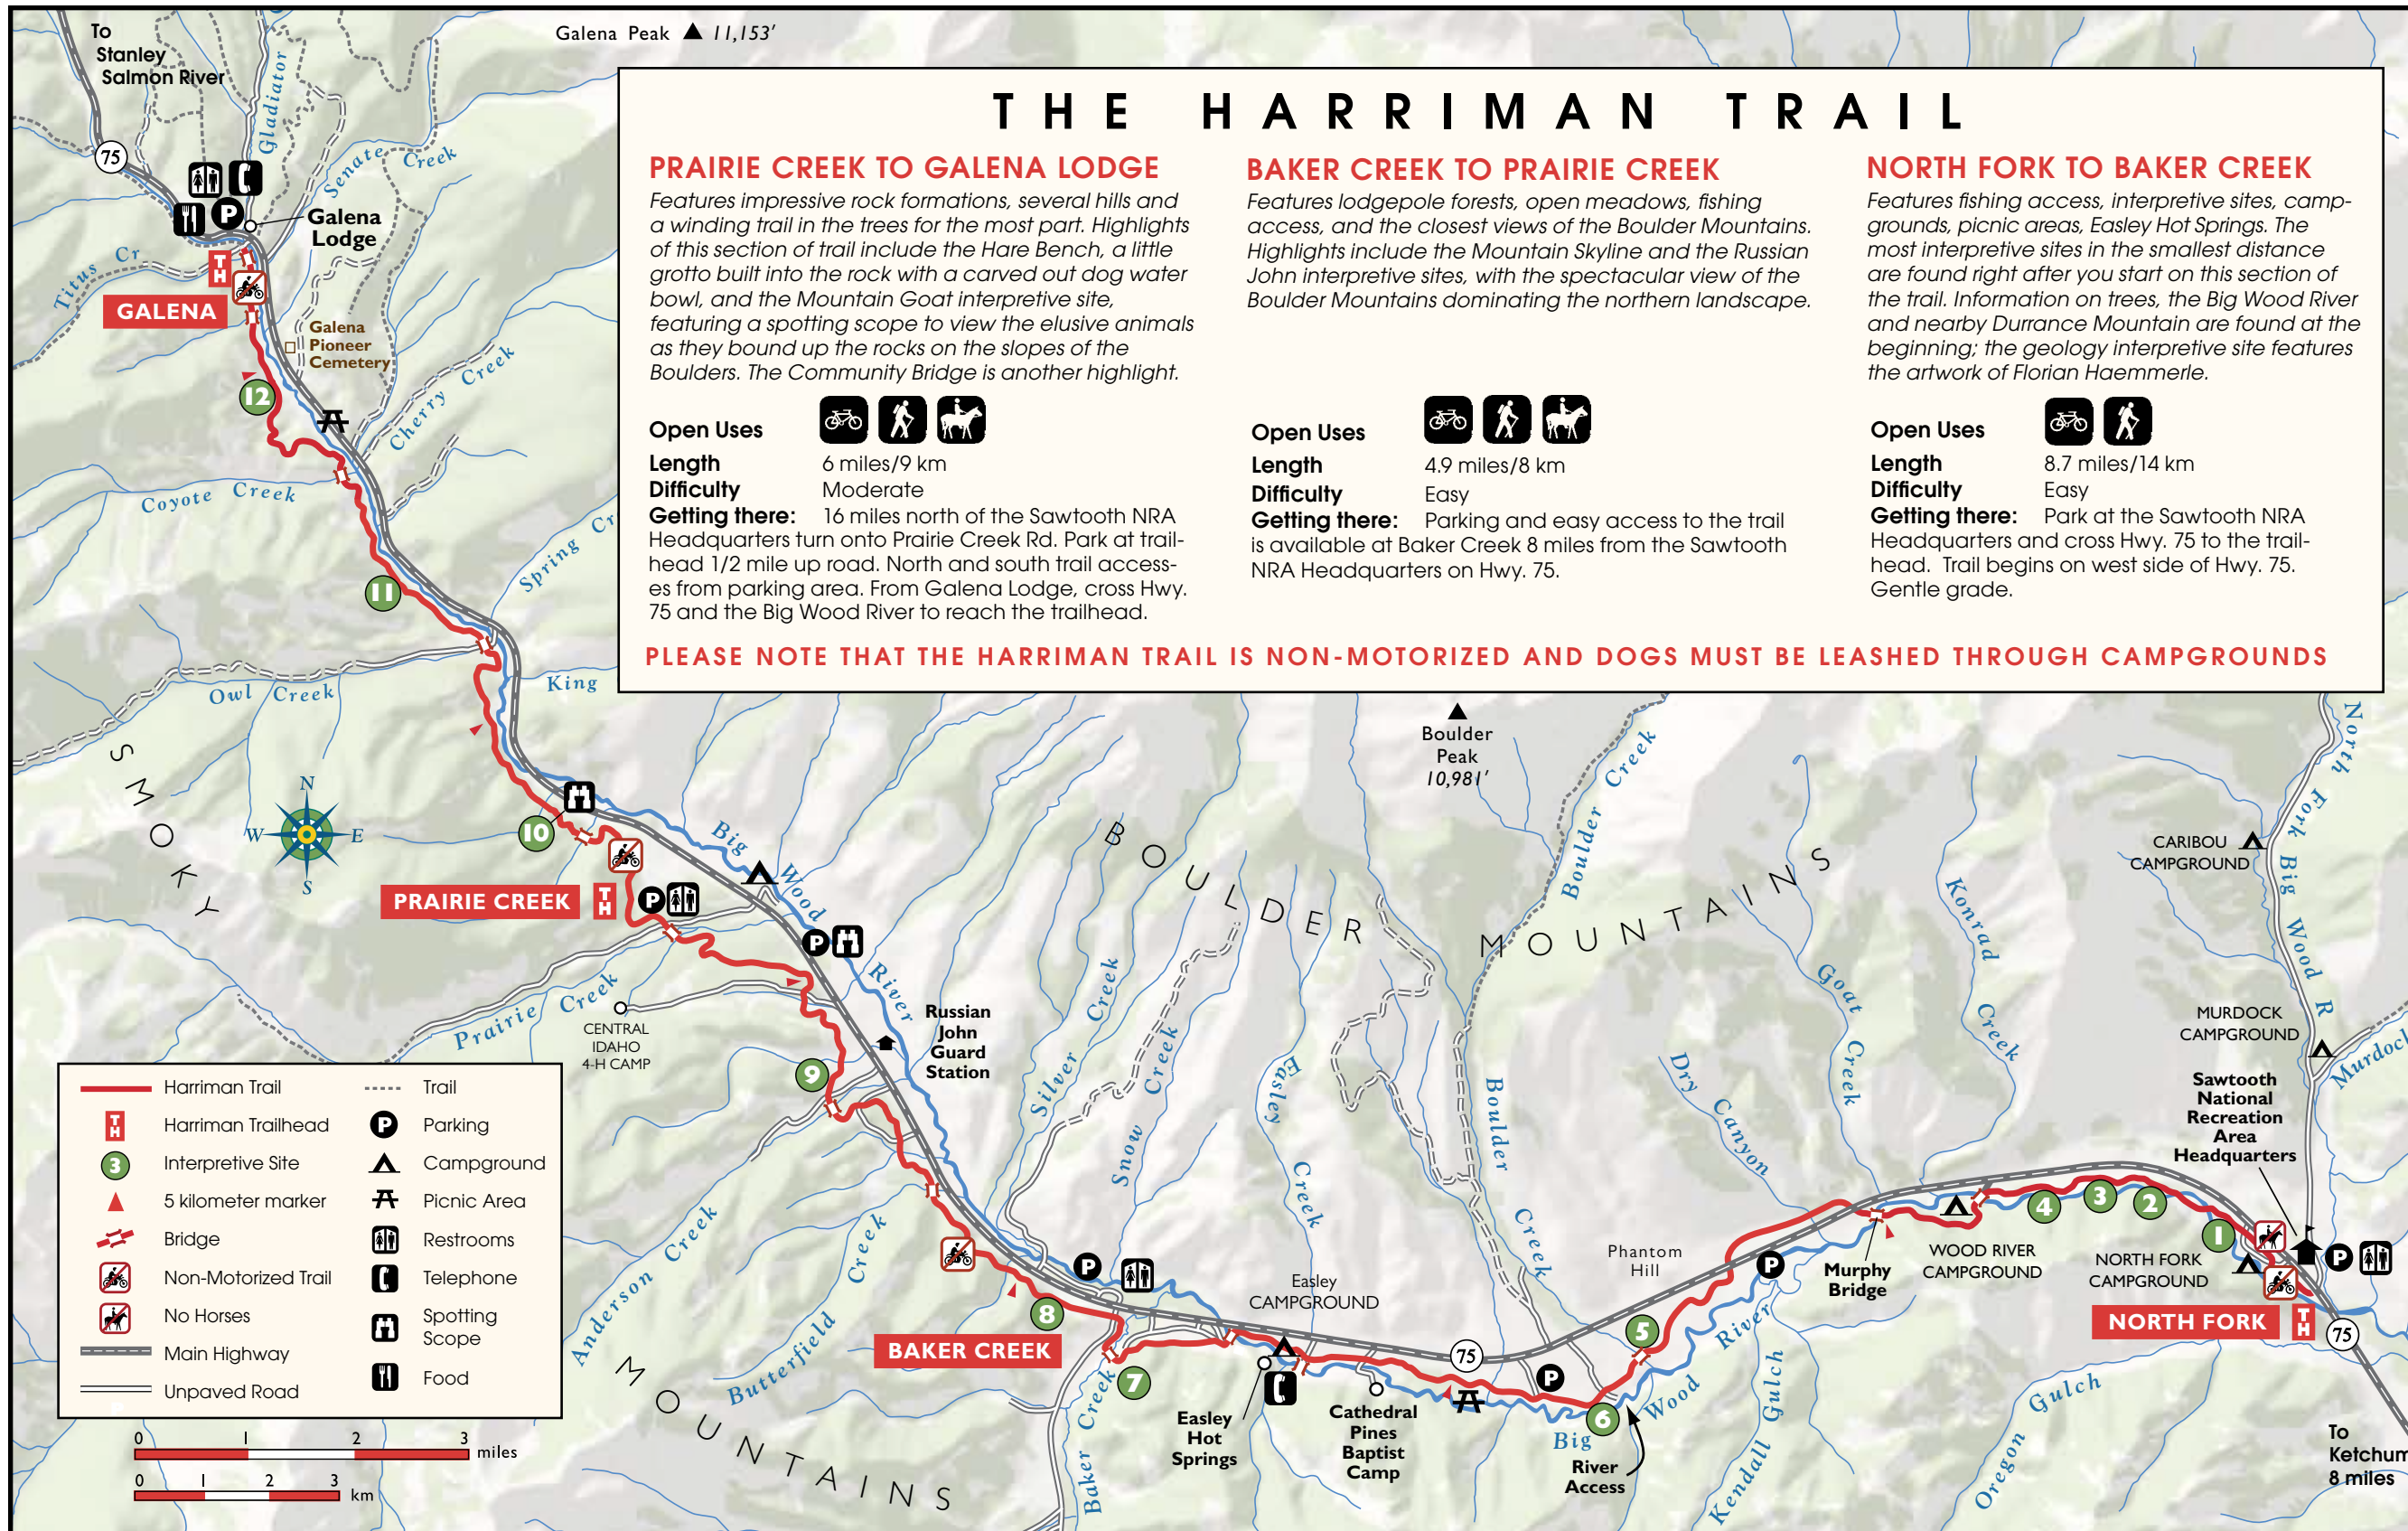 To
Stanley
Salmon River
Galena Peak 11,153'
75
Gladiator
Senate Creek
Galena
Lodge
P
Titus Cr
TH
GALENA
Galena
Pioneer
Cemetery
12
Cherry Creek
Coyote Creek
Spring Cr
11
Owl Creek
King
THE HARRIMAN TRAIL
PRAIRIE CREEK TO GALENA LODGE
Features impressive rock formations, several hills and
a winding trail in the trees for the most part. Highlights
of this section of trail include the Hare Bench, a little
grotto built into the rock with a carved out dog water
bowl, and the Mountain Goat interpretive site,
featuring a spotting scope to view the elusive animals
as they bound up the rocks on the slopes of the
Boulders. The Community Bridge is another highlight.
Open Uses
Length 6 miles/9 km
Difficulty Moderate
Getting there: 16 miles north of the Sawtooth NRA
Headquarters turn onto Prairie Creek Rd. Park at trail-
head 1/2 mile up road. North and south trail access-
es from parking area. From Galena Lodge, cross Hwy.
75 and the Big Wood River to reach the trailhead.
BAKER CREEK TO PRAIRIE CREEK
Features lodgepole forests, open meadows, fishing
access, and the closest views of the Boulder Mountains.
Highlights include the Mountain Skyline and the Russian
John interpretive sites, with the spectacular view of the
Boulder Mountains dominating the northern landscape.
Open Uses
Length 4.9 miles/8 km
Difficulty Easy
Getting there: Parking and easy access to the trail
is available at Baker Creek 8 miles from the Sawtooth
NRA Headquarters on Hwy. 75.
NORTH FORK TO BAKER CREEK
Features fishing access, interpretive sites, camp-
grounds, picnic areas, Easley Hot Springs. The
most interpretive sites in the smallest distance
are found right after you start on this section of
the trail. Information on trees, the Big Wood River
and nearby Durrance Mountain are found at the
beginning; the geology interpretive site features
the artwork of Florian Haemmerle.
Open Uses
Length 8.7 miles/14 km
Difficulty Easy
Getting there: Park at the Sawtooth NRA
Headquarters and cross Hwy. 75 to the trail-
head. Trail begins on west side of Hwy. 75.
Gentle grade.
PLEASE NOTE THAT THE HARRIMAN TRAIL IS NON-MOTORIZED AND DOGS MUST BE LEASHED THROUGH CAMPGROUNDS
SMOKY
N
W E
S
10
PRAIRIE CREEK
TH
P
Big Wood River
P
Prairie Creek
CENTRAL
IDAHO
4-H CAMP
9
Russian
John
Guard
Station
BOULDER MOUNTAINS
Boulder
Peak
10,981'
Boulder Creek
Silver Creek
Snow Creek
Easley Creek
Boulder Creek
Dry Canyon
Goat Creek
Konrad Creek
North Fork Big Wood R
CARIBOU
CAMPGROUND
MURDOCK
CAMPGROUND
Murdock
Sawtooth
National
Recreation
Area
Headquarters
Harriman Trail
TH Harriman Trailhead
3 Interpretive Site
5 kilometer marker
Bridge
Non-Motorized Trail
No Horses
Main Highway
Unpaved Road
Trail
P Parking
Campground
Picnic Area
Restrooms
Telephone
Spotting
Scope
Food
0 1 2 3 miles
0 1 2 3 km
Anderson Creek
Butterfield Creek
MOUNTAINS
8
BAKER CREEK
P
7
Baker Creek
Easley
CAMPGROUND
Easley
Hot
Springs
Cathedral
Pines
Baptist
Camp
75
P
6
River
Access
Big Wood River
5
Phantom
Hill
P
Murphy
Bridge
Kendall Gulch
WOOD RIVER
CAMPGROUND
4
3
2
1
NORTH FORK
CAMPGROUND
P
NORTH FORK
TH
75
Oregon Gulch
To
Ketchum
8 miles